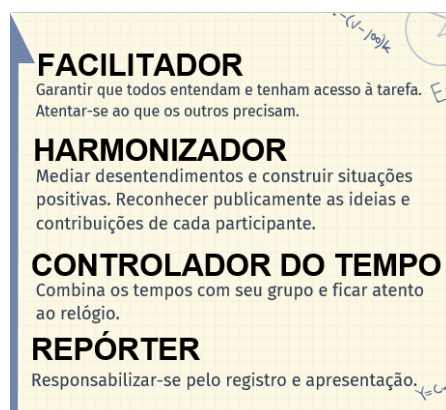 -(v-100)k
FACILITADOR
Garantir que todos entendam e tenham acesso à tarefa.
Atentar-se ao que os outros precisam.
HARMONIZADOR
Mediar desentendimentos e construir situações
positivas. Reconhecer publicamente as ideias e
contribuições de cada participante.
CONTROLADOR DO TEMPO
Combina os tempos com seu grupo e ficar atento
ao relógio.
REPÓRTER
Responsabilizar-se pelo registro e apresentação.